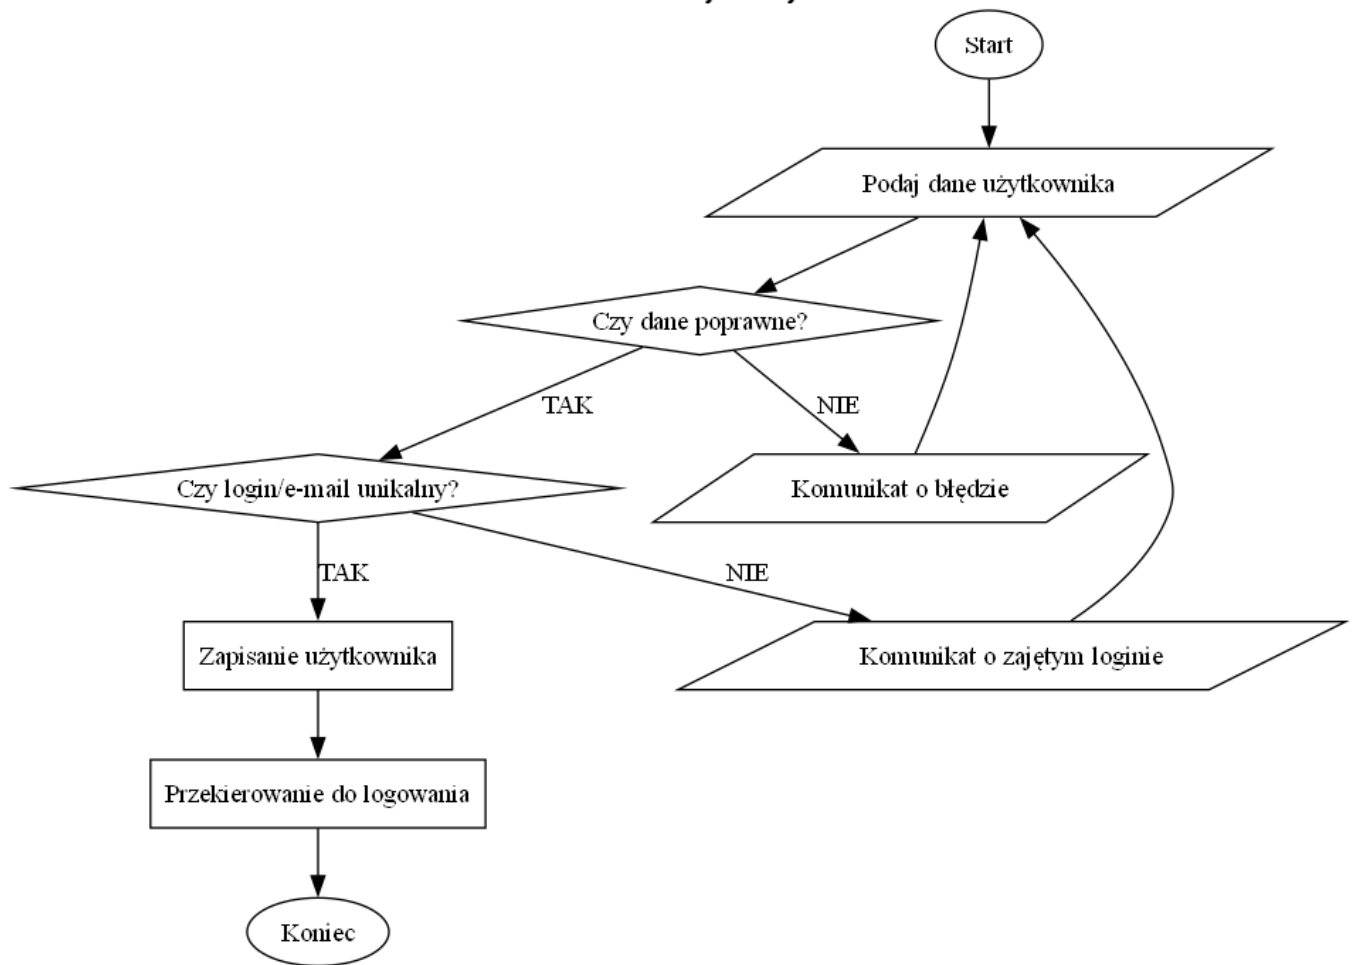 Start
Podaj dane użytkownika
Czy dane poprawne?
TAK
NIE
Czy login/e-mail unikalny?
Komunikat o błędzie
TAK
NIE
Zapisanie użytkownika
Komunikat o zajętym loginie
Przekierowanie do logowania
Koniec